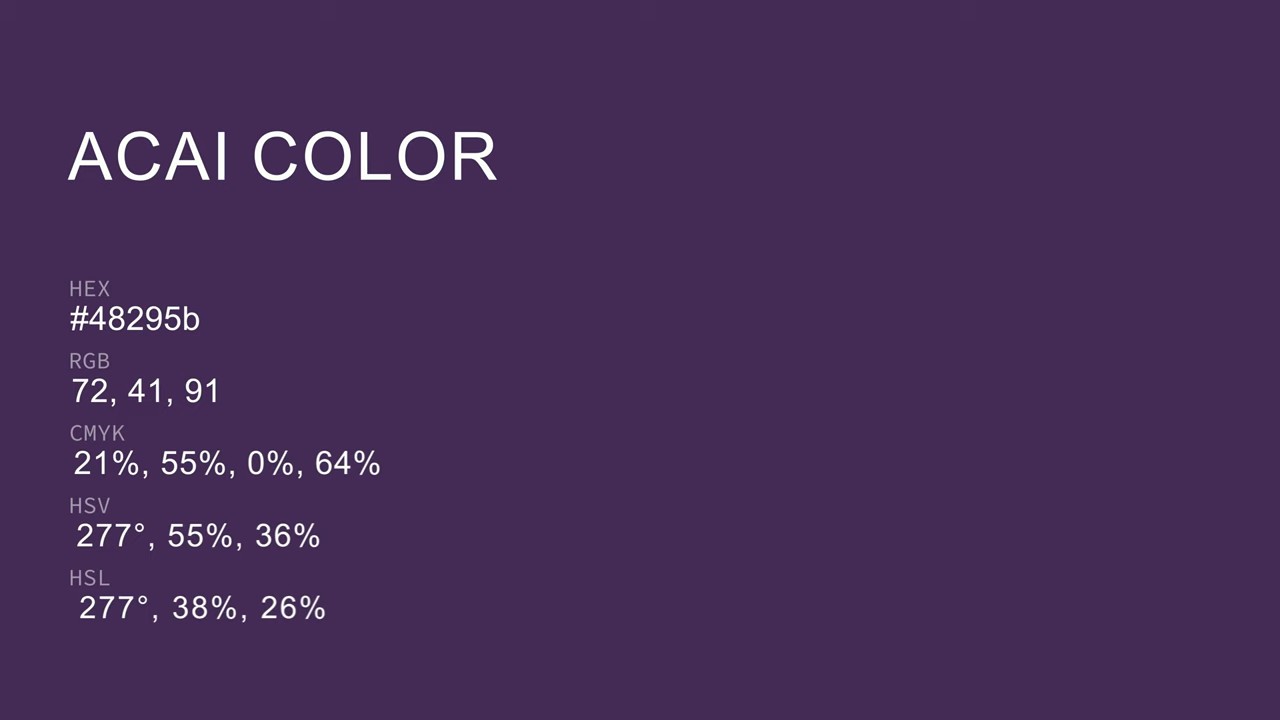 ACAI COLOR
HEX
#48295b
RGB
72, 41, 91
CMYK
21%, 55%, 0%, 64%
HSV
277°, 55%, 36%
HSL
277°, 38%, 26%